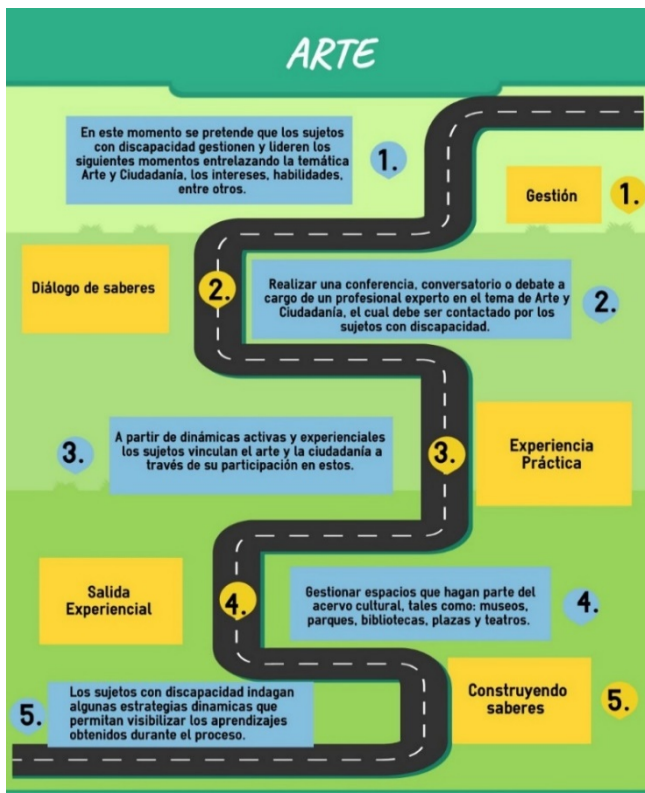 ARTE
En este momento se pretende que los sujetos
con discapacidad gestionen y lideren los
siguientes momentos entrelazando la temática
Arte y Ciudadanía, los intereses, habilidades,
entre otros.
1.
Gestión
1.
Diálogo de saberes
2.
Realizar una conferencia, conversatorio o debate a
cargo de un profesional experto en el tema de Arte y
Ciudadanía, el cual debe ser contactado por los
sujetos con discapacidad.
2.
3.
A partir de dinámicas activas y experienciales
los sujetos vinculan el arte y la ciudadanía a
través de su participación en estos.
3.
Experiencia
Práctica
Salida
Experiencial
4.
Gestionar espacios que hagan parte del
acervo cultural, tales como: museos,
parques, bibliotecas, plazas y teatros.
4.
5.
Los sujetos con discapacidad indagan
algunas estrategias dinamicas que
permitan visibilizar los aprendizajes
obtenidos durante el proceso.
Construyendo
saberes
5.